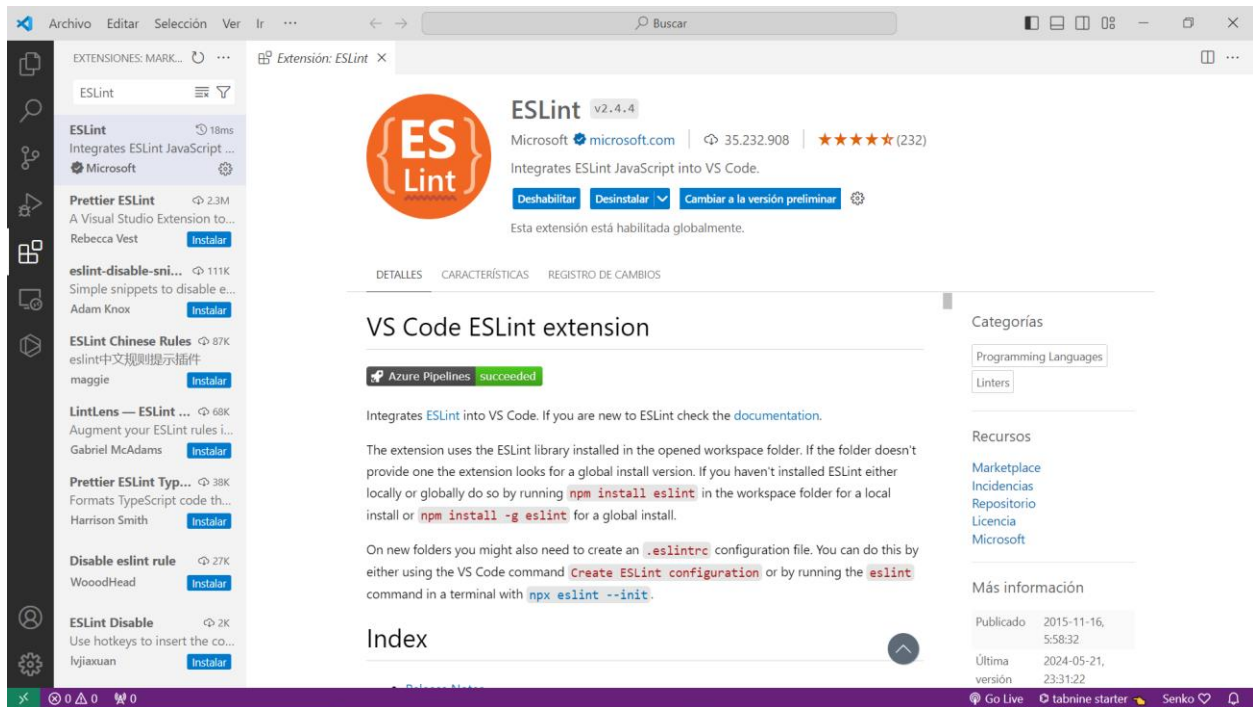 Archivo Editar Selección Ver Ir ··· Buscar
EXTENSIONES: MARK... ···
Extensión: ESLint
ESLint
ESLint 18ms
Integrates ESLint JavaScript ...
Microsoft
Prettier ESLint 2.3M
A Visual Studio Extension to...
Rebecca Vest Instalar
eslint-disable-sni... 111K
Simple snippets to disable e...
Adam Knox Instalar
ESLint Chinese Rules 87K
eslint中文规则提示插件
maggie Instalar
LintLens — ESLint ... 68K
Augment your ESLint rules i...
Gabriel McAdams Instalar
Prettier ESLint Typ... 38K
Formats TypeScript code th...
Harrison Smith Instalar
Disable eslint rule 27K
WooodHead Instalar
ESLint Disable 2K
Use hotkeys to insert the co...
lvjiaxuan Instalar
{ES
Lint}
ESLint v2.4.4
Microsoft microsoft.com 35.232.908 (232)
Integrates ESLint JavaScript into VS Code.
Deshabilitar Desinstalar Cambiar a la versión preliminar
Esta extensión está habilitada globalmente.
DETALLES CARACTERÍSTICAS REGISTRO DE CAMBIOS
VS Code ESLint extension
Azure Pipelines succeeded
Integrates ESLint into VS Code. If you are new to ESLint check the documentation.
The extension uses the ESLint library installed in the opened workspace folder. If the folder doesn't
provide one the extension looks for a global install version. If you haven't installed ESLint either
locally or globally do so by running npm install eslint in the workspace folder for a local
install or npm install -g eslint for a global install.
On new folders you might also need to create an .eslintrc configuration file. You can do this by
either using the VS Code command Create ESLint configuration or by running the eslint
command in a terminal with npx eslint --init.
Index
Categorías
Programming Languages
Linters
Recursos
Marketplace
Incidencias
Repositorio
Licencia
Microsoft
Más información
Publicado 2015-11-16,
5:58:32
Última 2024-05-21,
versión 23:31:22
0 0 0 Go Live tabnine starter Senko